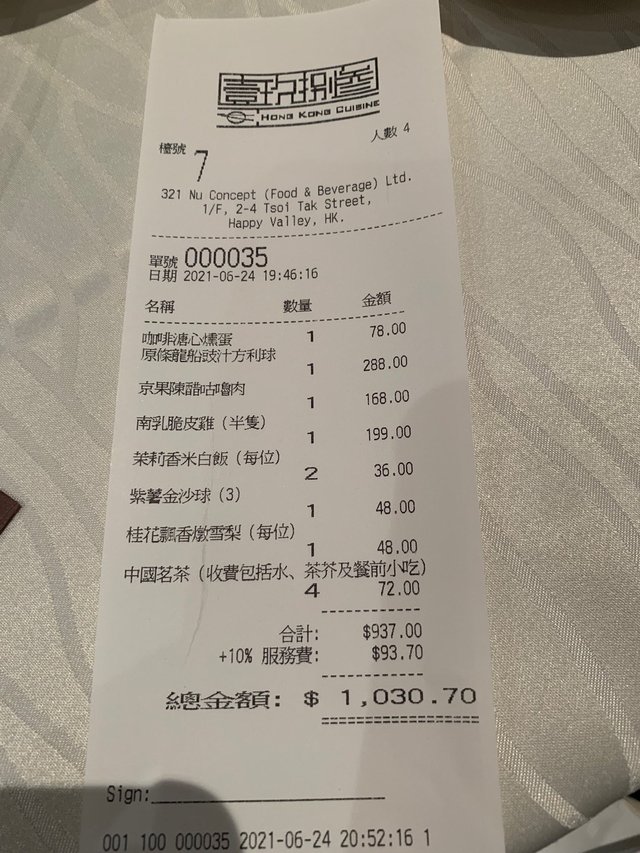 壹玖捌叁
HONG KONG CUISINE
檯號 7 人數 4
321 Nu Concept (Food & Beverage) Ltd.
1/F, 2-4 Tsoi Tak Street,
Happy Valley, HK.
單號 000035
日期 2021-06-24 19:46:16
名稱 數量 金額
咖啡溏心燻蛋 1 78.00
原條龍船豉汁方利球 1 288.00
京果陳醋咕嚕肉 1 168.00
南乳脆皮雞（半隻） 1 199.00
茉莉香米白飯（每位） 2 36.00
紫薯金沙球（3） 1 48.00
桂花飄香燉雪梨（每位） 1 48.00
中國茗茶（收費包括水、茶芥及餐前小吃）
4 72.00
合計: $937.00
+10% 服務費: $93.70
總金額: $ 1,030.70
Sign:
001 100 000035 2021-06-24 20:52:16 1